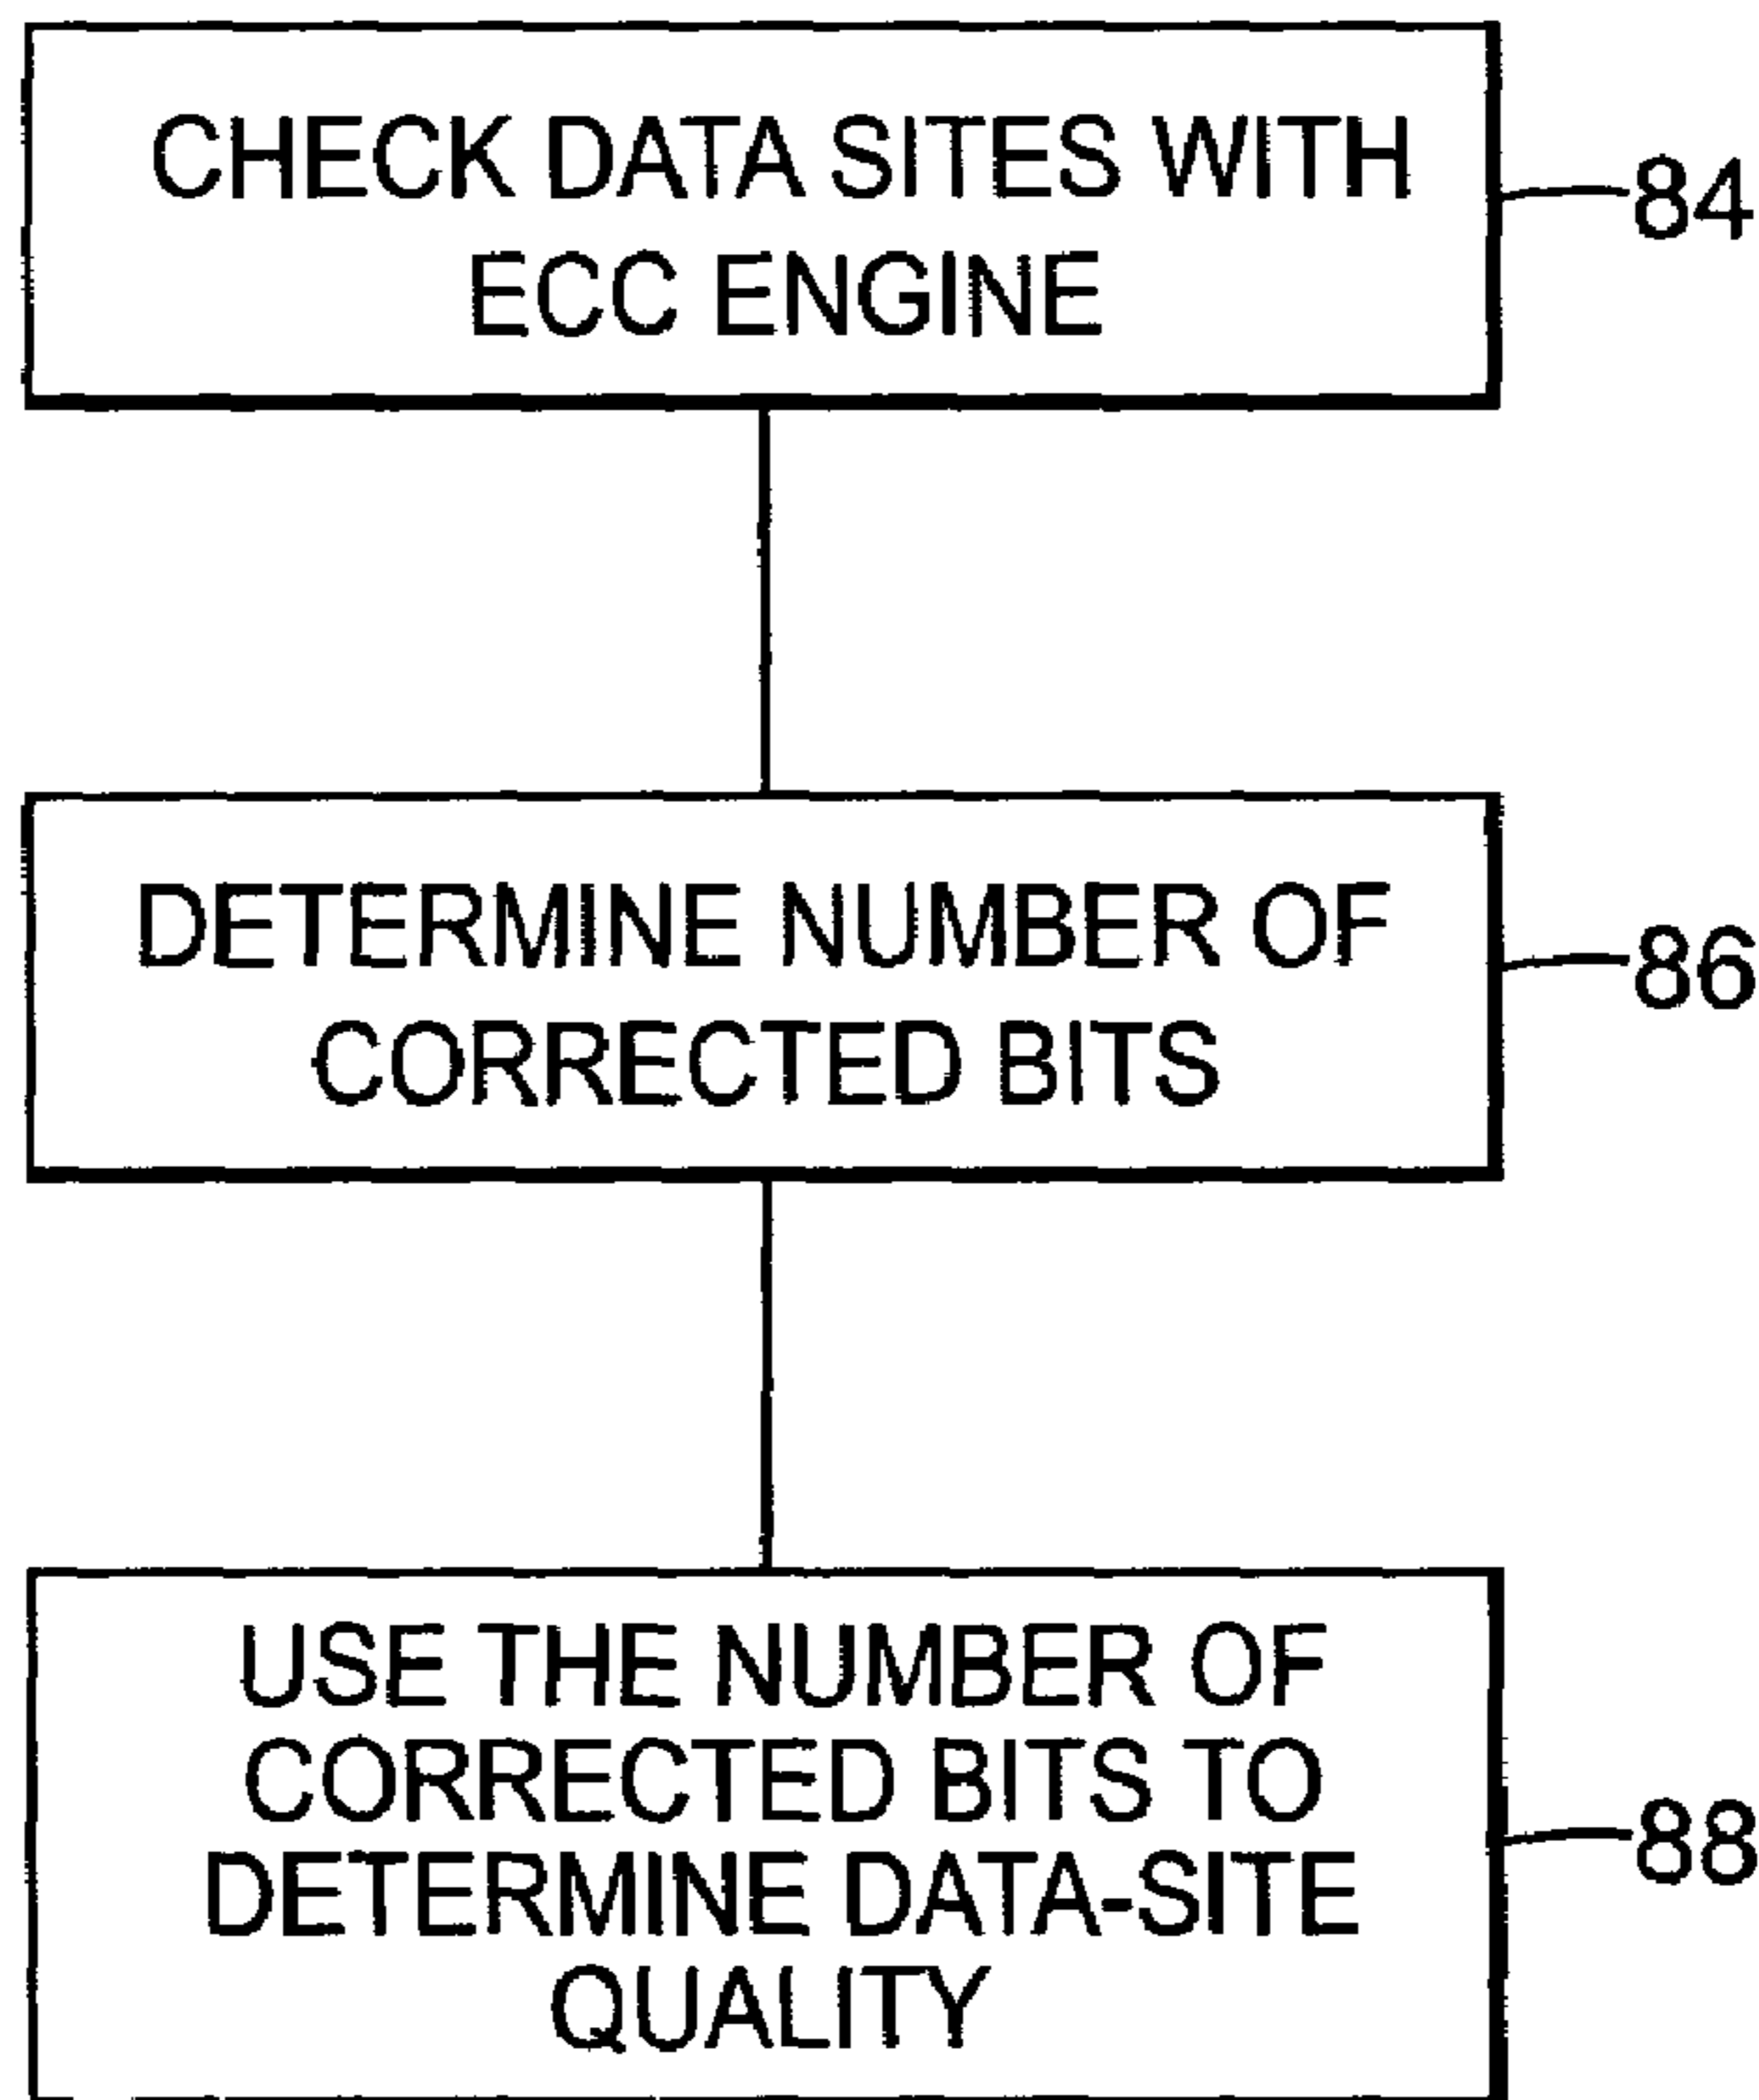 CHECK DATA SITES WITH
ECC ENGINE
84
DETERMINE NUMBER OF
CORRECTED BITS
86
USE THE NUMBER OF
CORRECTED BITS TO
DETERMINE DATA-SITE
QUALITY
88